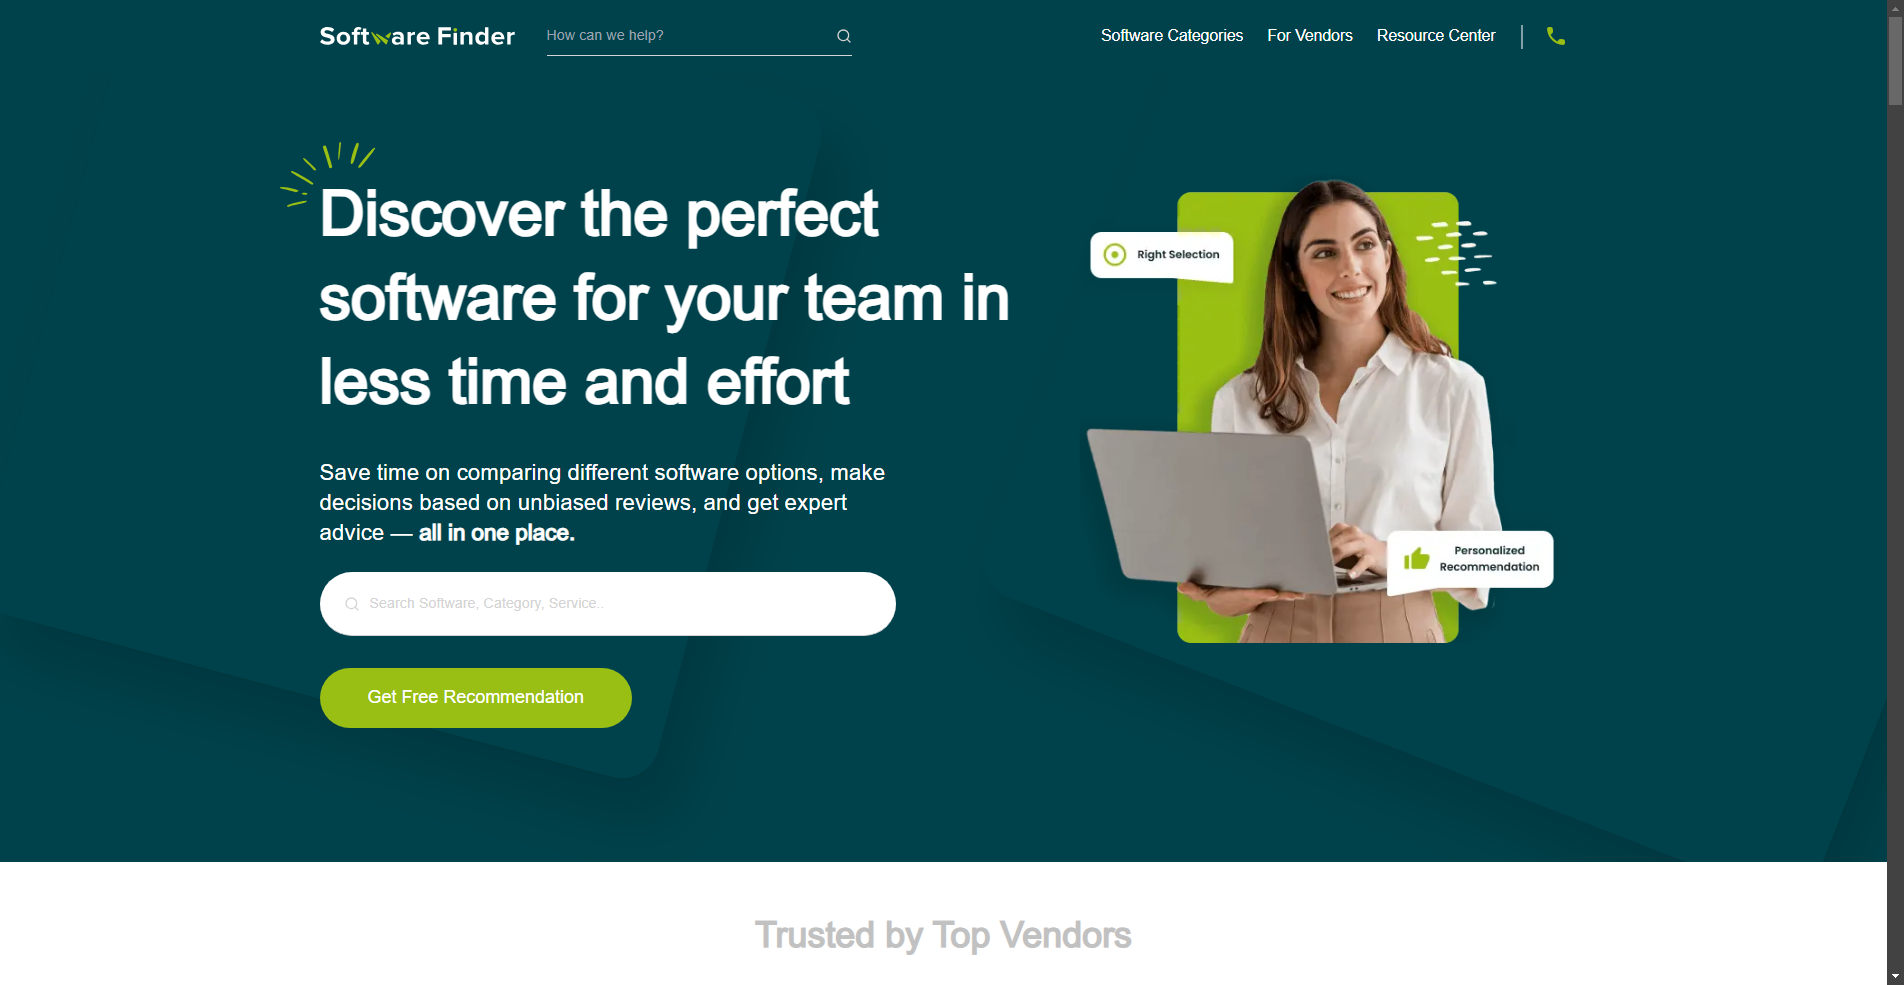 Software Finder
How can we help?
Software Categories
For Vendors
Resource Center
Discover the perfect
software for your team in
less time and effort
Save time on comparing different software options, make
decisions based on unbiased reviews, and get expert
advice — all in one place.
Search Software, Category, Service..
Get Free Recommendation
Right Selection
Personalized
Recommendation
Trusted by Top Vendors